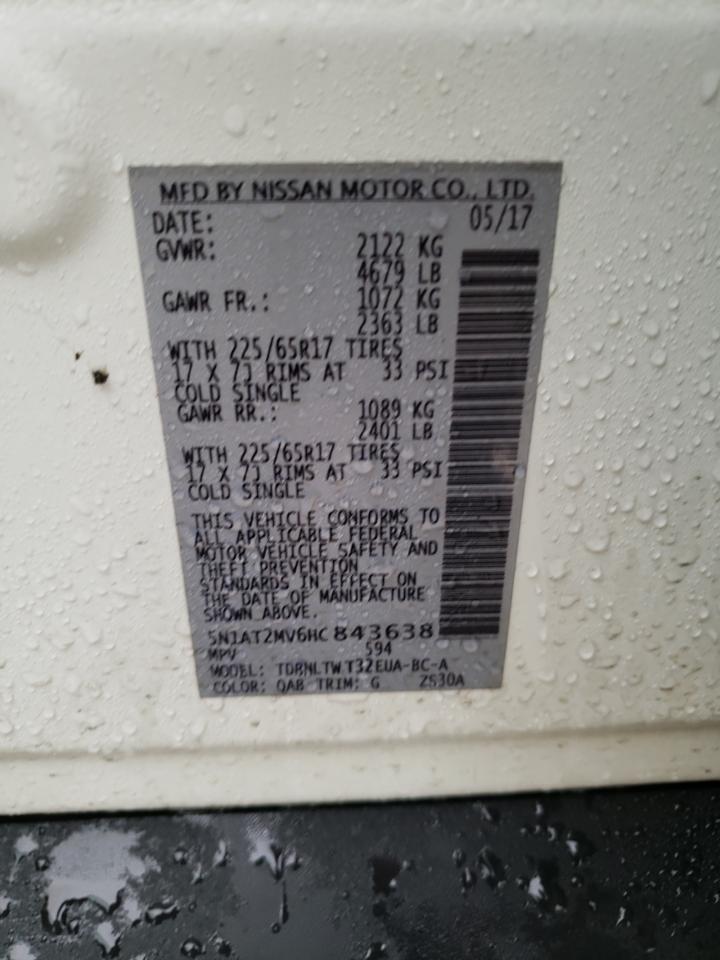 MFD BY NISSAN MOTOR CO., LTD.
DATE: 05/17
GVWR: 2122 KG
4679 LB
GAWR FR.: 1072 KG
2363 LB
WITH 225/65R17 TIRES
17 X 7J RIMS AT 33 PSI
COLD SINGLE
GAWR RR.: 1089 KG
2401 LB
WITH 225/65R17 TIRES
17 X 7J RIMS AT 33 PSI
COLD SINGLE
THIS VEHICLE CONFORMS TO
ALL APPLICABLE FEDERAL
MOTOR VEHICLE SAFETY AND
THEFT PREVENTION
STANDARDS IN EFFECT ON
THE DATE OF MANUFACTURE
SHOWN ABOVE.
5N1AT2MV6HC843638
MPV 594
MODEL: TDRNLTW T32EUA-BC-A
COLOR: QAB TRIM: G ZS30A